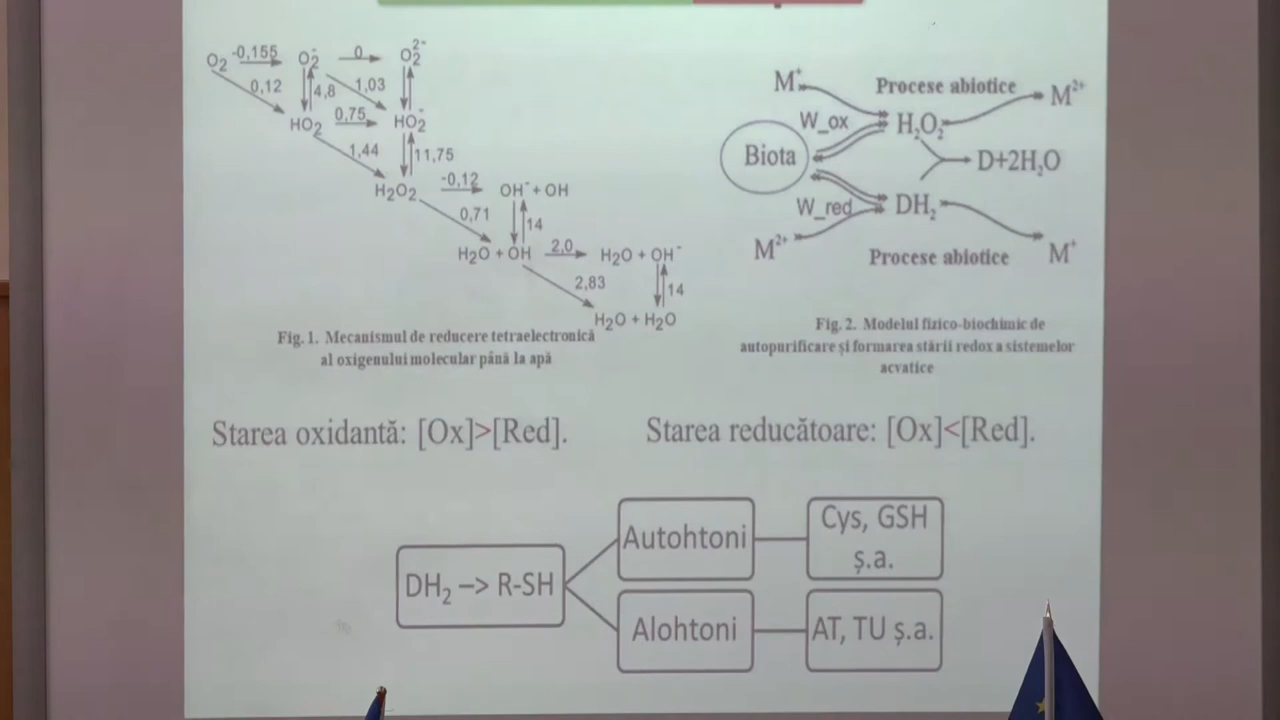 O₂ -0,155 O₂⁻ 0 O₂²⁻
0,12 4,8 1,03
HO₂ 0,75 HO₂⁻
1,44 11,75
H₂O₂ -0,12 OH⁻ + OH
0,71 14
H₂O + OH 2,0 H₂O + OH⁻
2,83 14
H₂O + H₂O
Fig. 1. Mecanismul de reducere tetraelectronică
al oxigenului molecular până la apă
M⁺ Procese abiotice M²⁺
W_ox H₂O₂
Biota D+2H₂O
W_red DH₂
M²⁺ Procese abiotice M⁺
Fig. 2. Modelul fizico-biochimic de
autopurificare și formarea stării redox a sistemelor
acvatice
Starea oxidantă: [Ox]>[Red]. Starea reducătoare: [Ox]<[Red].
DH₂ –> R-SH
Autohtoni
Cys, GSH
ș.a.
Alohtoni
AT, TU ș.a.